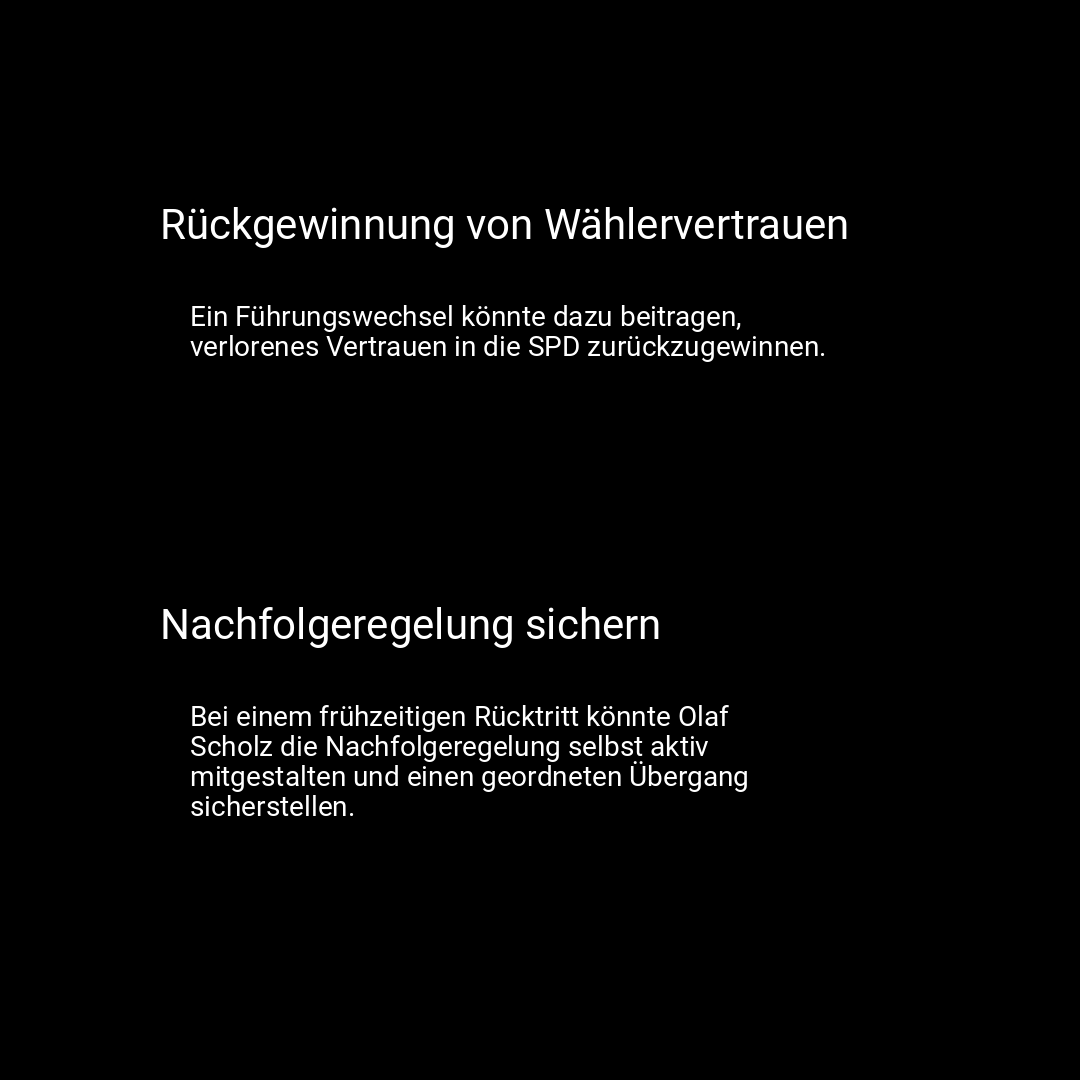 Rückgewinnung von Wählervertrauen
Ein Führungswechsel könnte dazu beitragen,
verlorenes Vertrauen in die SPD zurückzugewinnen.
Nachfolgeregelung sichern
Bei einem frühzeitigen Rücktritt könnte Olaf
Scholz die Nachfolgeregelung selbst aktiv
mitgestalten und einen geordneten Übergang
sicherstellen.